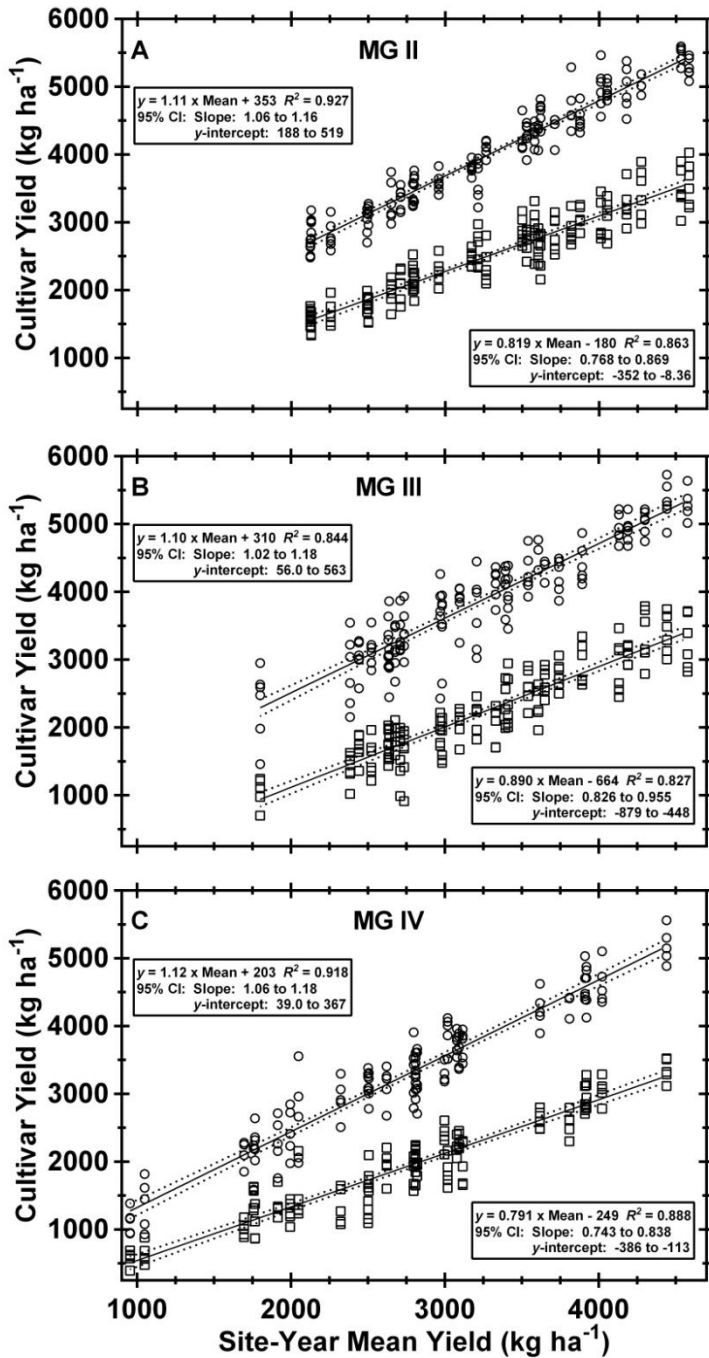 A
MG II
6000
5000
4000
3000
2000
1000
Cultivar Yield (kg ha⁻¹)
y = 1.11 x Mean + 353 R² = 0.927
95% CI: Slope: 1.06 to 1.16
y-intercept: 188 to 519
y = 0.819 x Mean - 180 R² = 0.863
95% CI: Slope: 0.768 to 0.869
y-intercept: -352 to -8.36
B
MG III
6000
5000
4000
3000
2000
1000
Cultivar Yield (kg ha⁻¹)
y = 1.10 x Mean + 310 R² = 0.844
95% CI: Slope: 1.02 to 1.18
y-intercept: 56.0 to 563
y = 0.890 x Mean - 664 R² = 0.827
95% CI: Slope: 0.826 to 0.955
y-intercept: -879 to -448
C
MG IV
6000
5000
4000
3000
2000
1000
Cultivar Yield (kg ha⁻¹)
y = 1.12 x Mean + 203 R² = 0.918
95% CI: Slope: 1.06 to 1.18
y-intercept: 39.0 to 367
y = 0.791 x Mean - 249 R² = 0.888
95% CI: Slope: 0.743 to 0.838
y-intercept: -386 to -113
1000 2000 3000 4000
Site-Year Mean Yield (kg ha⁻¹)